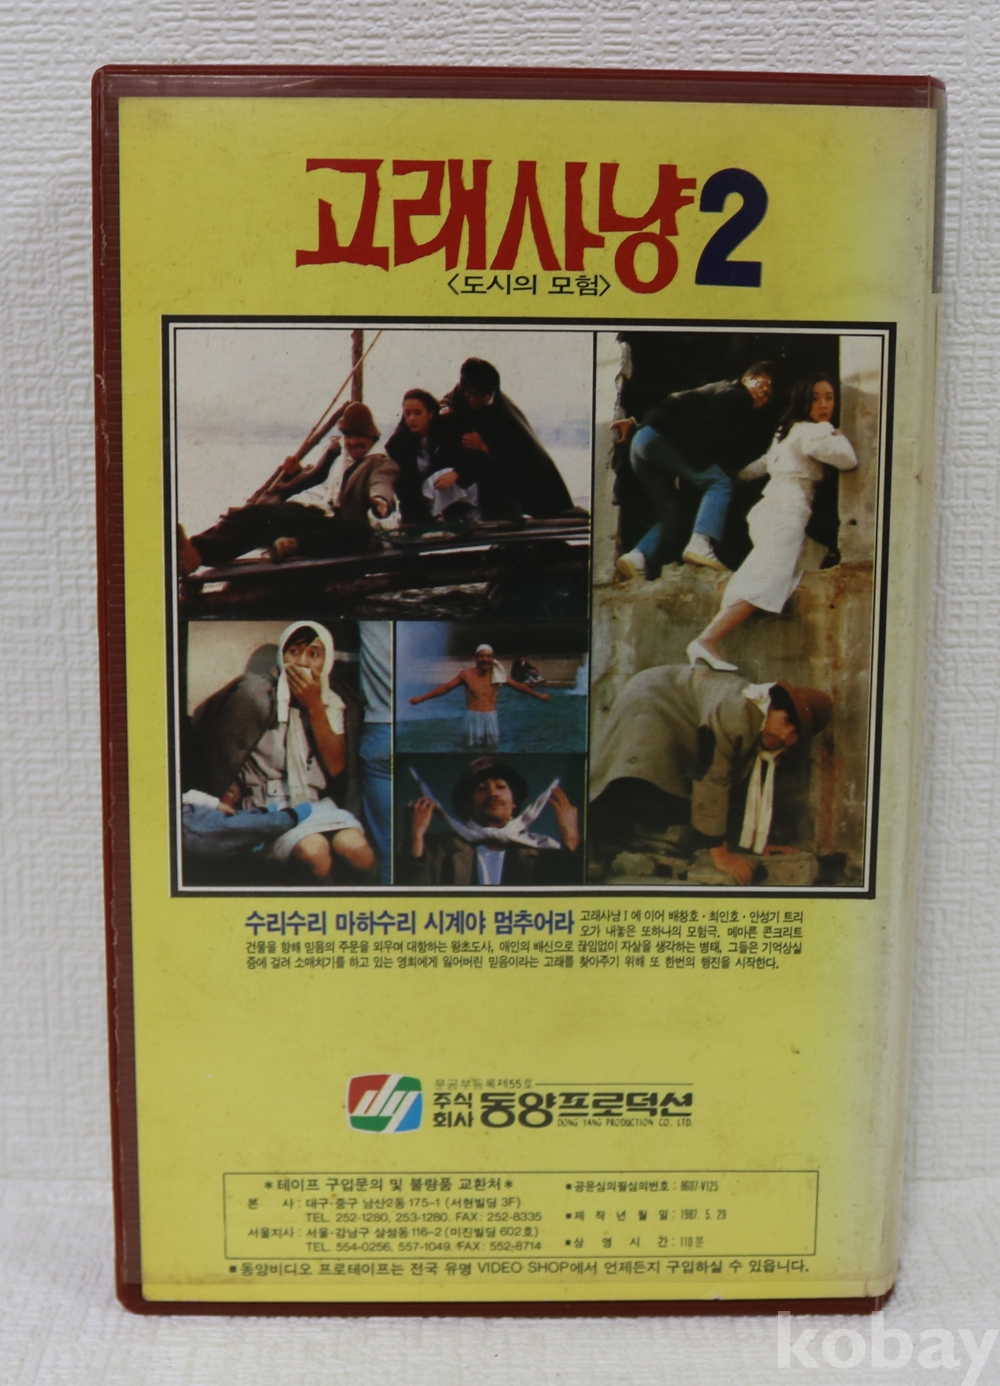 고래사냥2
<도시의 모험>
수리수리 마하수리 시계야 멈추어라 고래사냥 I 에 이어 배창호·최인호·안성기 트리
오가 내놓은 또하나의 모험극, 메마른 콘크리트
건물을 향해 믿음의 주문을 외우며 대항하는 왕초도사, 애인의 배신으로 끊임없이 자살을 생각하는 병태, 그들은 기억상실
증에 걸려 소매치기를 하고 있는 영희에게 잃어버린 믿음이라는 고래를 찾아주기 위해 또 한번의 행진을 시작한다.
문공부등록제55호
주식회사 동양프로덕션
DONG YANG PRODUCTION CO. LTD.
*테이프 구입문의 및 불량품 교환처*
본 사: 대구·중구 남산2동 175-1 (서현빌딩 3F)
TEL. 252-1280, 253-1280. FAX: 252-8335
서울지사: 서울·강남구 삼성동 116-2 (미진빌딩 602호)
TEL. 554-0256, 557-1049. FAX: 552-8714
■공윤심의필심의번호: 8607-V125
■제 작 년 월 일: 1987. 5. 29
■상 영 시 간: 110분
■동양비디오 프로테이프는 전국 유명 VIDEO SHOP에서 언제든지 구입하실 수 있읍니다.
kobay